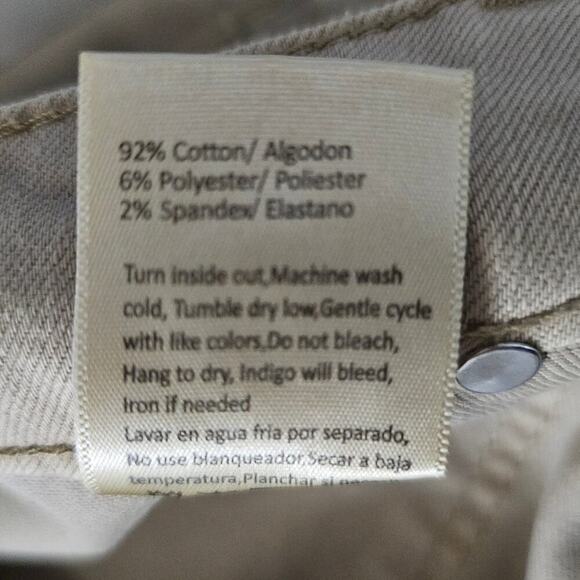 92% Cotton/ Algodon
6% Polyester/ Poliester
2% Spandex/ Elastano
Turn inside out,Machine wash
cold, Tumble dry low,Gentle cycle
with like colors,Do not bleach,
Hang to dry, Indigo will bleed,
Iron if needed
Lavar en agua fria por separado,
No use blanqueador,Secar a baja
temperatura,Planchar si